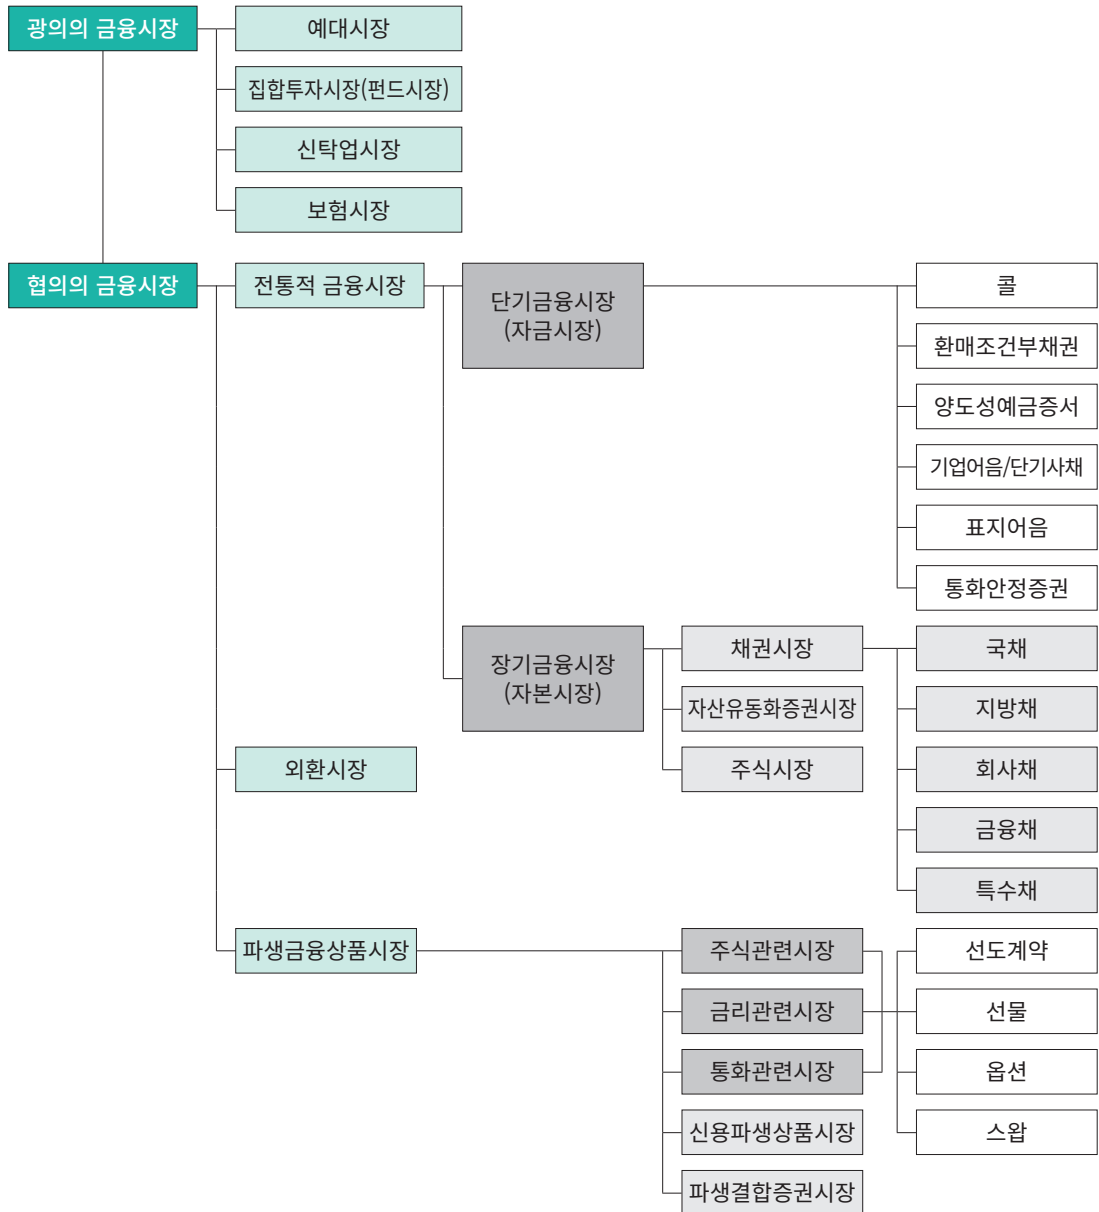 광의의 금융시장
예대시장
집합투자시장(펀드시장)
신탁업시장
보험시장
협의의 금융시장
전통적 금융시장
단기금융시장
(자금시장)
콜
환매조건부채권
양도성예금증서
기업어음/단기사채
표지어음
통화안정증권
장기금융시장
(자본시장)
채권시장
국채
자산유동화증권시장
지방채
외환시장
주식시장
회사채
금융채
특수채
파생금융상품시장
주식관련시장
선도계약
금리관련시장
선물
통화관련시장
옵션
신용파생상품시장
스왑
파생결합증권시장